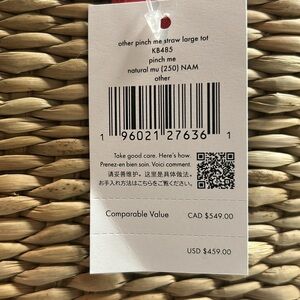 other pinch me straw large tot
KB485
pinch me
natural mu (250) NAM
other
1 96021 27636 1
Take good care. Here's how.
Prenez-en bien soin. Voici comment.
请妥善维护。这里是具体做法。
お手入れ方法はこちらをご覧ください。
Comparable Value CAD $549.00
USD $459.00